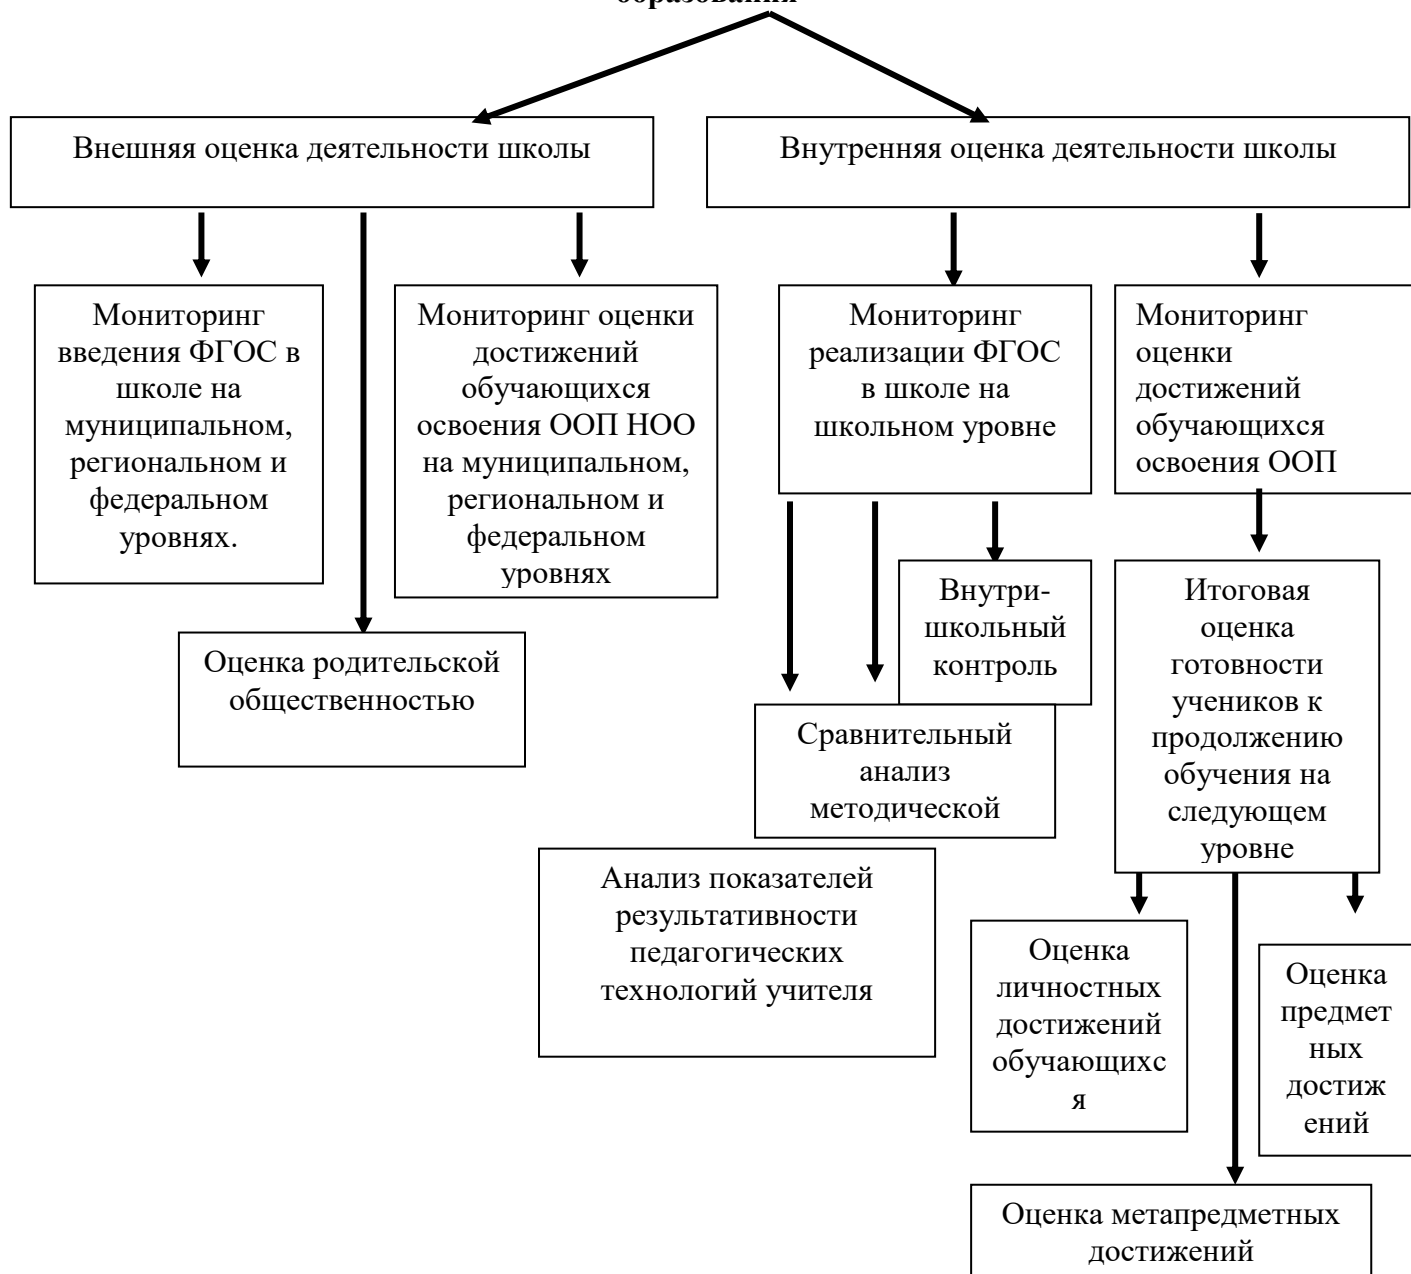 образования
Внешняя оценка деятельности школы
Внутренняя оценка деятельности школы
Мониторинг
введения ФГОС в
школе на
муниципальном,
региональном и
федеральном
уровнях.
Мониторинг оценки
достижений
обучающихся
освоения ООП НОО
на муниципальном,
региональном и
федеральном
уровнях
Мониторинг
реализации ФГОС
в школе на
школьном уровне
Мониторинг
оценки
достижений
обучающихся
освоения ООП
Оценка родительской
общественностью
Внутри-
школьный
контроль
Итоговая
оценка
готовности
учеников к
продолжению
обучения на
следующем
уровне
Сравнительный
анализ
методической
Анализ показателей
результативности
педагогических
технологий учителя
Оценка
личностных
достижений
обучающихс
я
Оценка
предмет
ных
достиж
ений
Оценка метапредметных
достижений